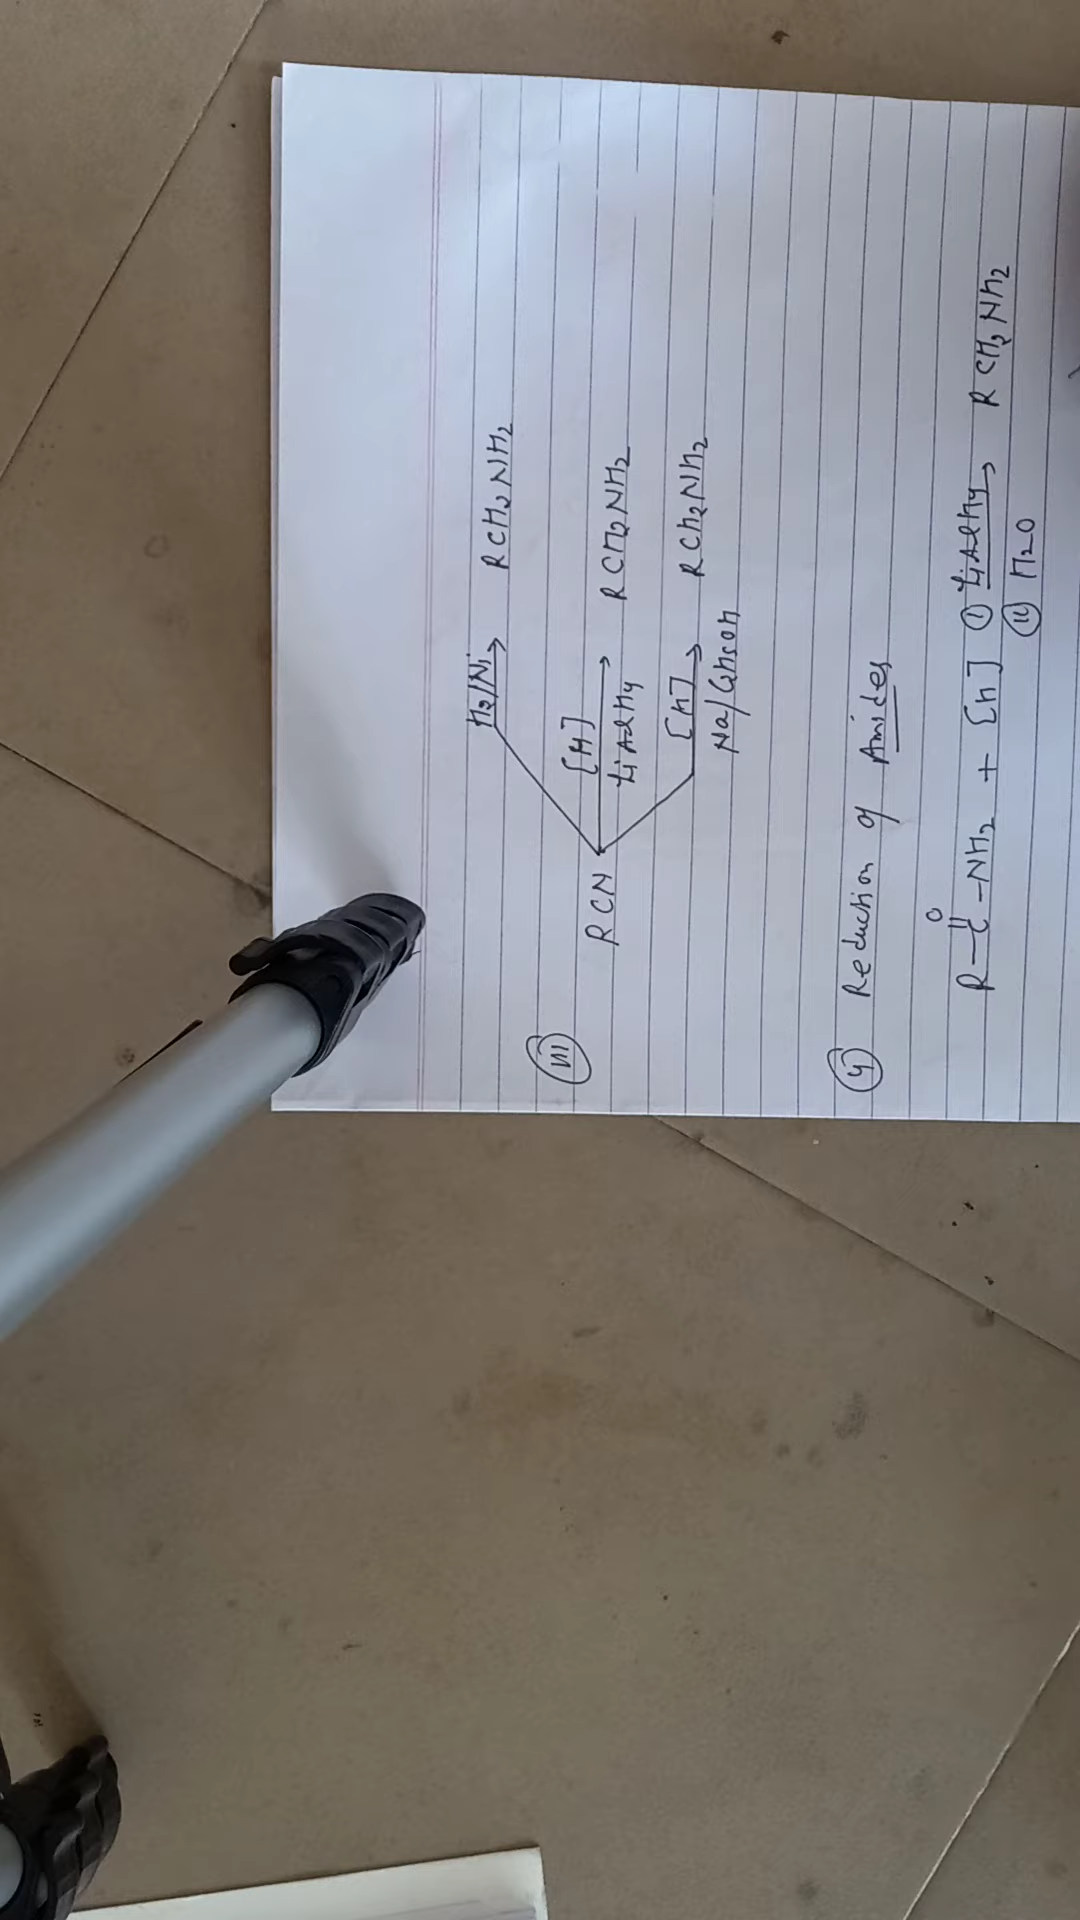 H2/Ni → RCH2NH2
(iii) RCN [H] LiAlH4 → RCH2NH2
[H] Na/C2H5OH → RCH2NH2
4) Reduction of Amides
O
R-C-NH2 + [H] (i) LiAlH4 → RCH2NH2
(ii) H2O